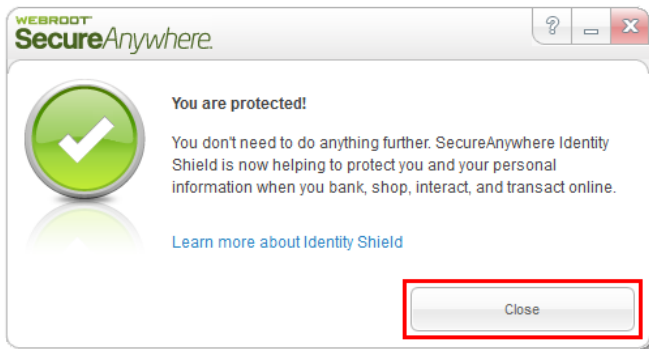 WEBROOT
SecureAnywhere.
?
You are protected!
You don't need to do anything further. SecureAnywhere Identity
Shield is now helping to protect you and your personal
information when you bank, shop, interact, and transact online.
Learn more about Identity Shield
Close